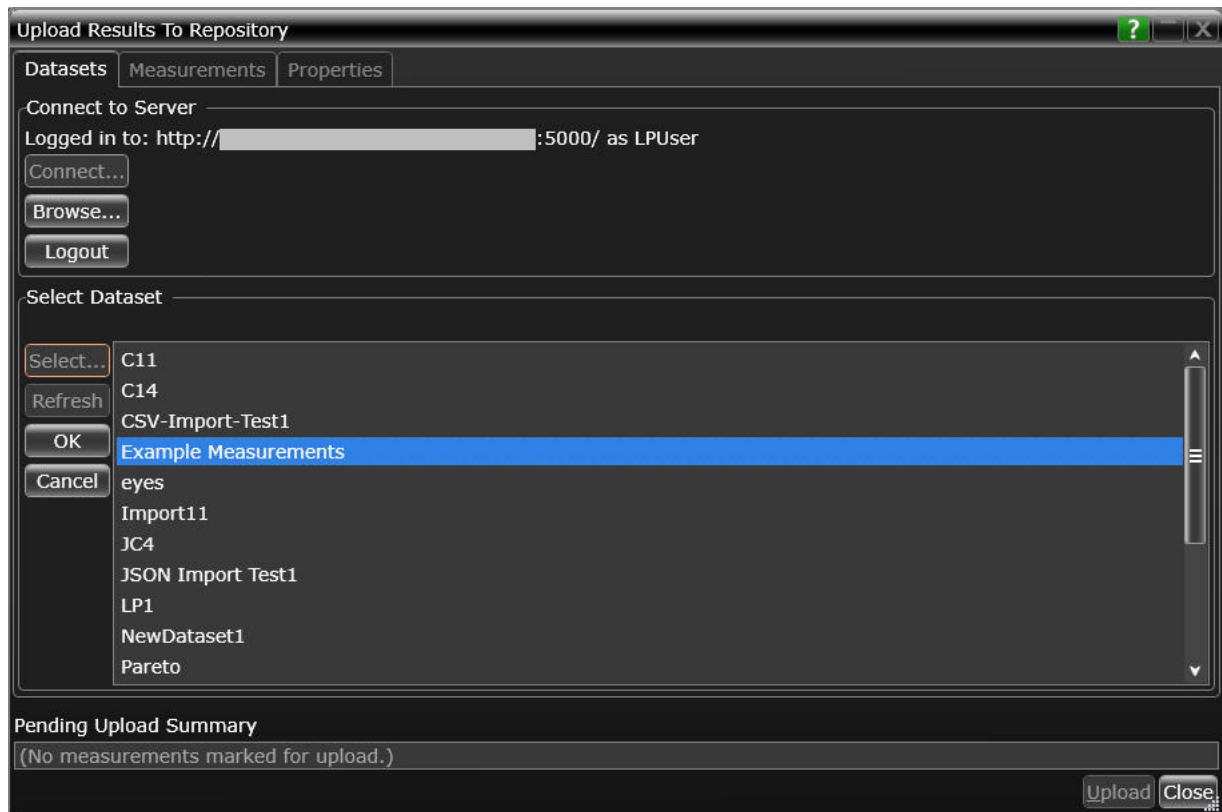 Upload Results To Repository ?
Datasets Measurements Properties
Connect to Server
Logged in to: http:// :5000/ as LPUser
Connect...
Browse...
Logout
Select Dataset
Select...
Refresh
OK
Cancel
C11
C14
CSV-Import-Test1
Example Measurements
eyes
Import11
JC4
JSON Import Test1
LP1
NewDataset1
Pareto
Pending Upload Summary
(No measurements marked for upload.)
Upload Close